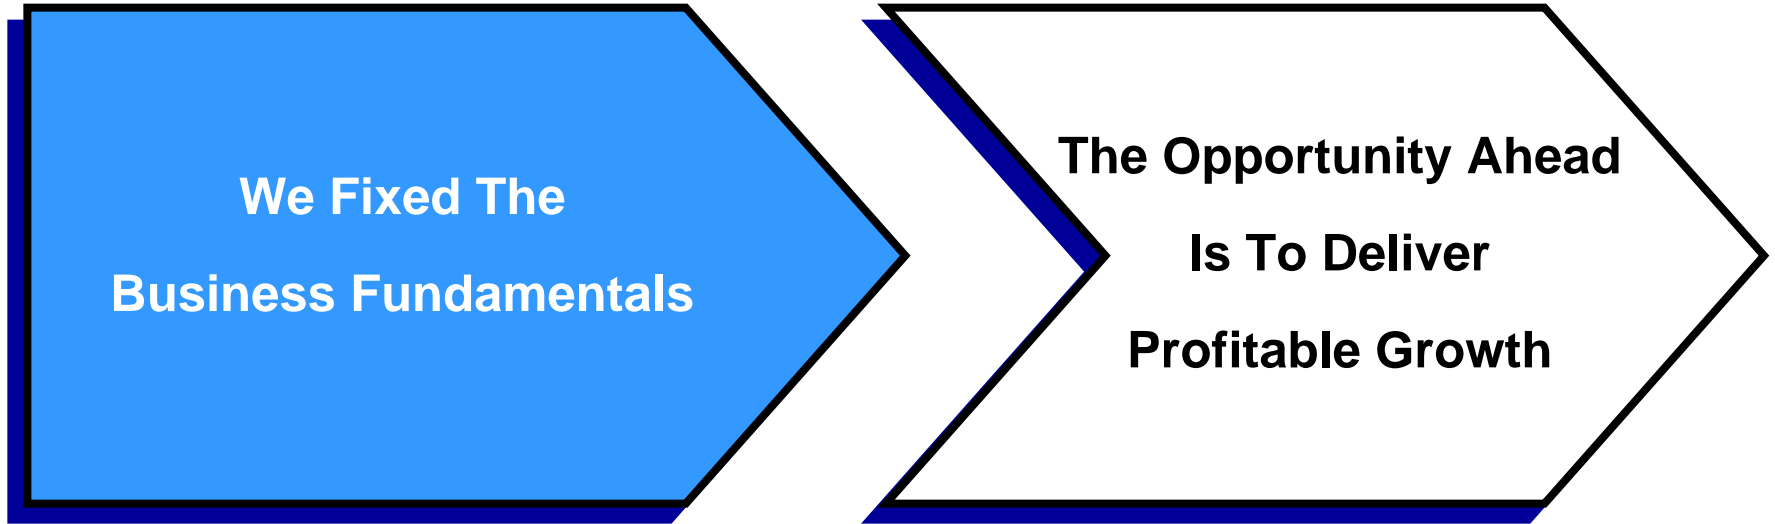 We Fixed The
Business Fundamentals
The Opportunity Ahead
Is To Deliver
Profitable Growth